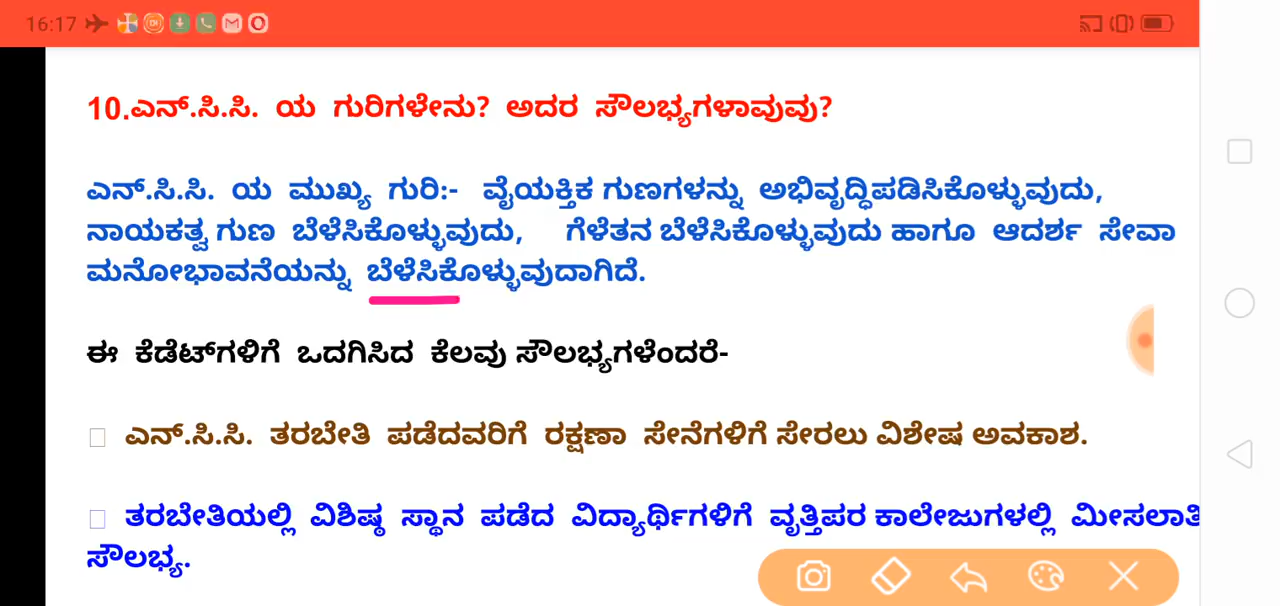 16:17
10.ಎನ್.ಸಿ.ಸಿ. ಯ ಗುರಿಗಳೇನು? ಅದರ ಸೌಲಭ್ಯಗಳಾವುವು?
ಎನ್.ಸಿ.ಸಿ. ಯ ಮುಖ್ಯ ಗುರಿ:- ವೈಯಕ್ತಿಕ ಗುಣಗಳನ್ನು ಅಭಿವೃದ್ಧಿಪಡಿಸಿಕೊಳ್ಳುವುದು,
ನಾಯಕತ್ವ ಗುಣ ಬೆಳೆಸಿಕೊಳ್ಳುವುದು, ಗೆಳೆತನ ಬೆಳೆಸಿಕೊಳ್ಳುವುದು ಹಾಗೂ ಆದರ್ಶ ಸೇವಾ
ಮನೋಭಾವನೆಯನ್ನು ಬೆಳೆಸಿಕೊಳ್ಳುವುದಾಗಿದೆ.
ಈ ಕೆಡೆಟ್‌ಗಳಿಗೆ ಒದಗಿಸಿದ ಕೆಲವು ಸೌಲಭ್ಯಗಳೆಂದರೆ-
ಎನ್.ಸಿ.ಸಿ. ತರಬೇತಿ ಪಡೆದವರಿಗೆ ರಕ್ಷಣಾ ಸೇನೆಗಳಿಗೆ ಸೇರಲು ವಿಶೇಷ ಅವಕಾಶ.
ತರಬೇತಿಯಲ್ಲಿ ವಿಶಿಷ್ಠ ಸ್ಥಾನ ಪಡೆದ ವಿದ್ಯಾರ್ಥಿಗಳಿಗೆ ವೃತ್ತಿಪರ ಕಾಲೇಜುಗಳಲ್ಲಿ ಮೀಸಲಾತಿ
ಸೌಲಭ್ಯ.